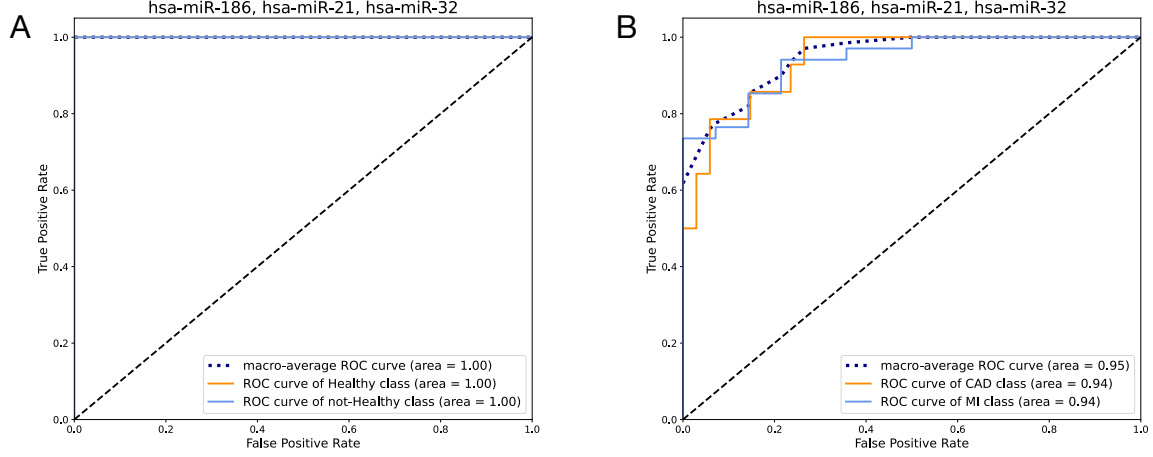 A
hsa-miR-186, hsa-miR-21, hsa-miR-32
True Positive Rate
1.0
0.8
0.6
0.4
0.2
0.0
macro-average ROC curve (area = 1.00)
ROC curve of Healthy class (area = 1.00)
ROC curve of not-Healthy class (area = 1.00)
0.0 0.2 0.4 0.6 0.8 1.0
False Positive Rate
B
hsa-miR-186, hsa-miR-21, hsa-miR-32
True Positive Rate
1.0
0.8
0.6
0.4
0.2
0.0
macro-average ROC curve (area = 0.95)
ROC curve of CAD class (area = 0.94)
ROC curve of MI class (area = 0.94)
0.0 0.2 0.4 0.6 0.8 1.0
False Positive Rate